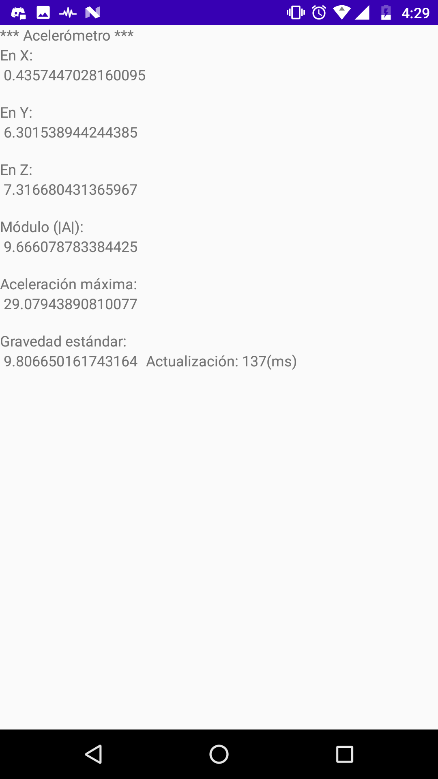 4:29
*** Acelerómetro ***
En X:
0.4357447028160095
En Y:
6.301538944244385
En Z:
7.316680431365967
Módulo (|A|):
9.666078783384425
Aceleración máxima:
29.07943890810077
Gravedad estándar:
9.806650161743164 Actualización: 137(ms)